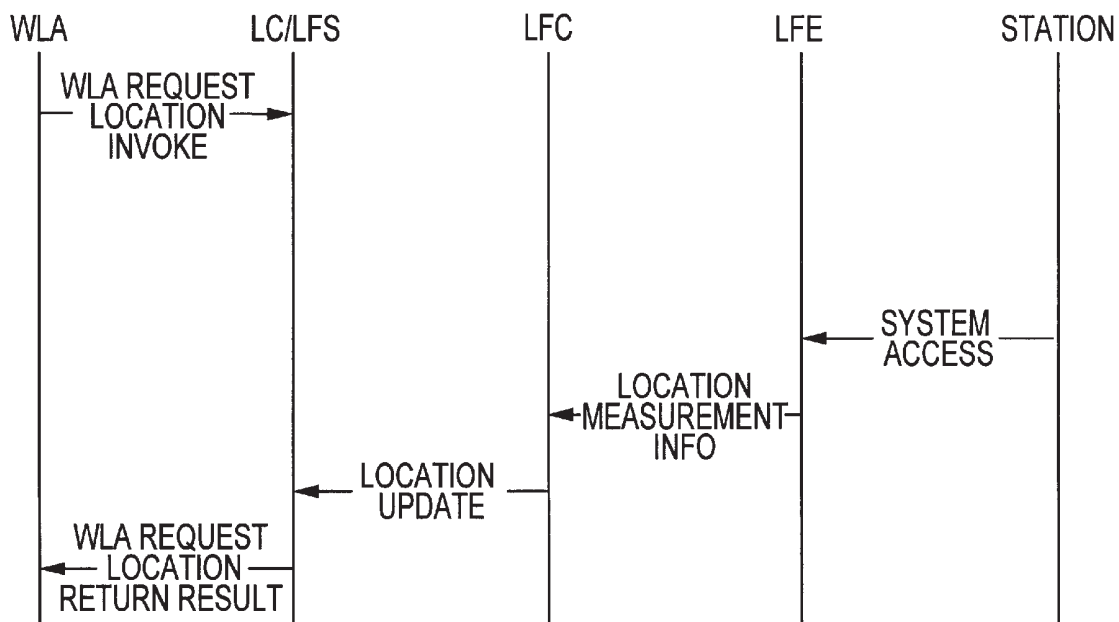 WLA LC/LFS LFC LFE STATION
WLA REQUEST
LOCATION
INVOKE
SYSTEM
ACCESS
LOCATION
MEASUREMENT
INFO
LOCATION
UPDATE
WLA REQUEST
LOCATION
RETURN RESULT